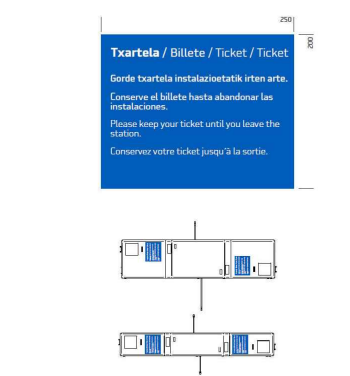 250
200
Txartela / Billete / Ticket / Ticket
Gorde txartela instalazioetatik irten arte.
Conserve el billete hasta abandonar las
instalaciones.
Please keep your ticket until you leave the
station.
Conservez votre ticket jusqu'à la sortie.